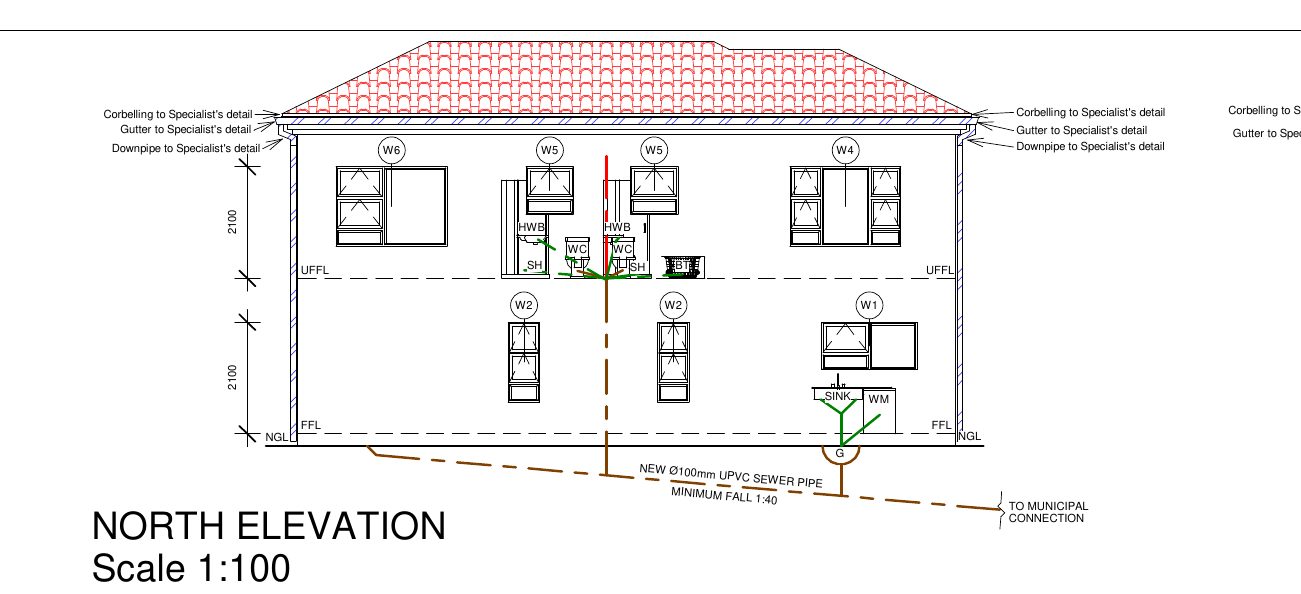 Corbelling to Specialist's detail
Gutter to Specialist's detail
Downpipe to Specialist's detail
Corbelling to Specialist's detail
Gutter to Specialist's detail
Downpipe to Specialist's detail
Corbelling to S
Gutter to Spec
W6
W5
W5
W4
2100
HWB
HWB
WC
WC
SH
SH
BT
UFFL
UFFL
W2
W2
W1
2100
SINK
WM
FFL
FFL
NGL
NGL
G
NEW Ø100mm UPVC SEWER PIPE
MINIMUM FALL 1:40
TO MUNICIPAL
CONNECTION
NORTH ELEVATION
Scale 1:100